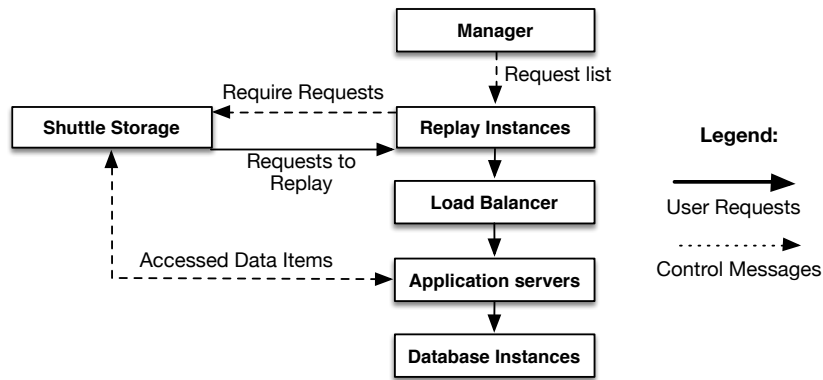 Manager
Request list
Require Requests
Shuttle Storage
Replay Instances
Requests to
Replay
Legend:
User Requests
Load Balancer
Accessed Data Items
Application servers
Control Messages
Database Instances